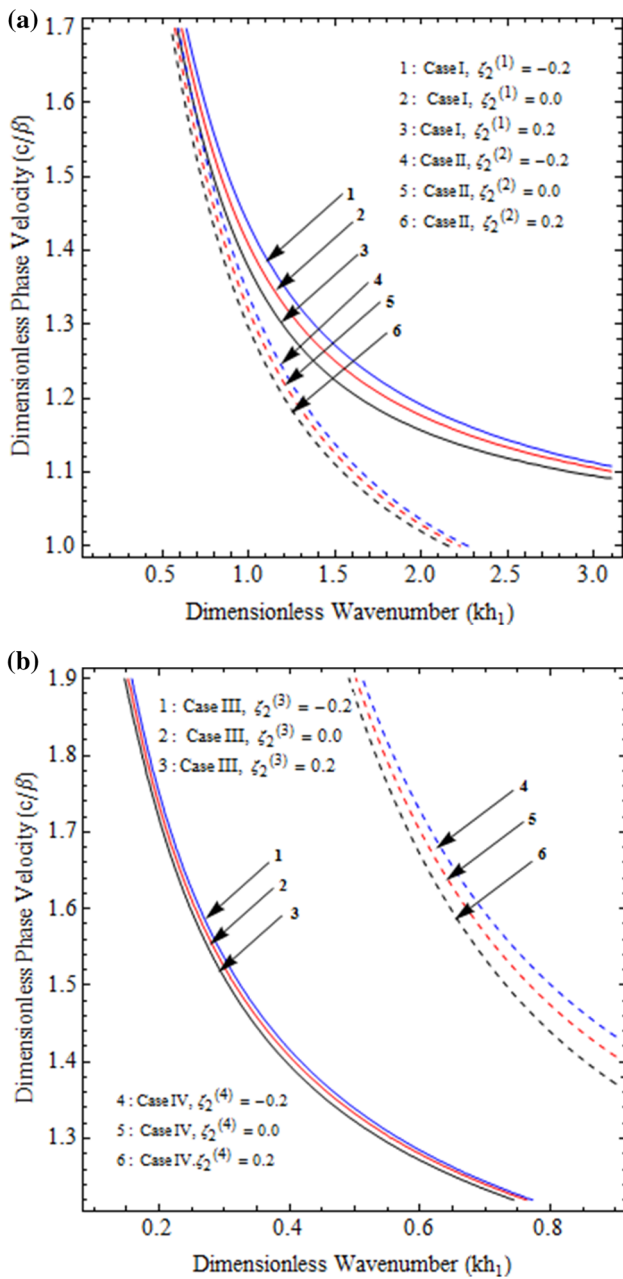 (a)
1.7
1.6
1.5
1.4
1.3
1.2
1.1
1.0
Dimensionless Phase Velocity (c/β)
1 : Case I, ζ₂⁽¹⁾ = −0.2
2 : Case I, ζ₂⁽¹⁾ = 0.0
3 : Case I, ζ₂⁽¹⁾ = 0.2
4 : Case II, ζ₂⁽²⁾ = −0.2
5 : Case II, ζ₂⁽²⁾ = 0.0
6 : Case II, ζ₂⁽²⁾ = 0.2
1
2
3
4
5
6
0.5 1.0 1.5 2.0 2.5 3.0
Dimensionless Wavenumber (kh₁)
(b)
1.9
1.8
1.7
1.6
1.5
1.4
1.3
Dimensionless Phase Velocity (c/β)
1 : Case III, ζ₂⁽³⁾ = −0.2
2 : Case III, ζ₂⁽³⁾ = 0.0
3 : Case III, ζ₂⁽³⁾ = 0.2
4
5
6
1
2
3
4 : Case IV, ζ₂⁽⁴⁾ = −0.2
5 : Case IV, ζ₂⁽⁴⁾ = 0.0
6 : Case IV. ζ₂⁽⁴⁾ = 0.2
0.2 0.4 0.6 0.8
Dimensionless Wavenumber (kh₁)